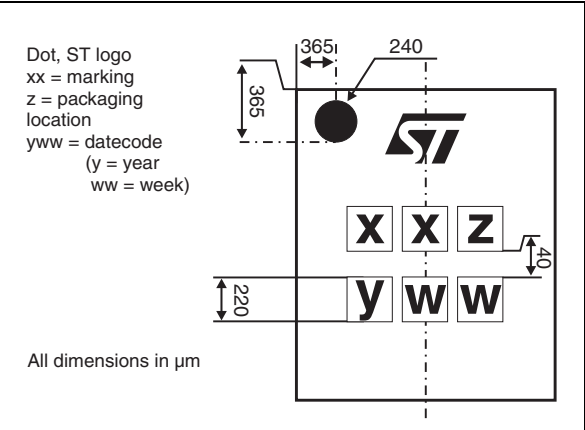 Dot, ST logo
xx = marking
z = packaging
location
yww = datecode
(y = year
ww = week)
365
240
365
ST
x x z
40
y w w
220
All dimensions in µm